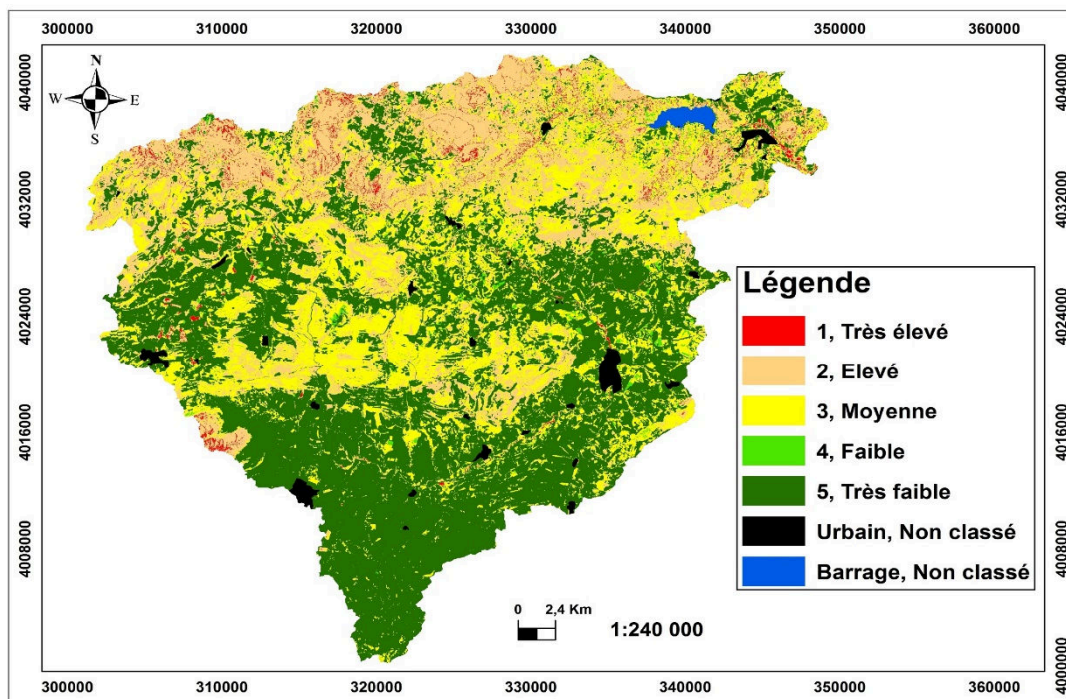 300000 310000 320000 330000 340000 350000 360000
N
W E
S
4040000
4032000
4024000
4016000
4008000
4040000
4032000
4024000
4016000
4008000
4000000
Légende
1, Très élevé
2, Elevé
3, Moyenne
4, Faible
5, Très faible
Urbain, Non classé
Barrage, Non classé
0 2,4 Km
1:240 000
300000 310000 320000 330000 340000 350000 360000